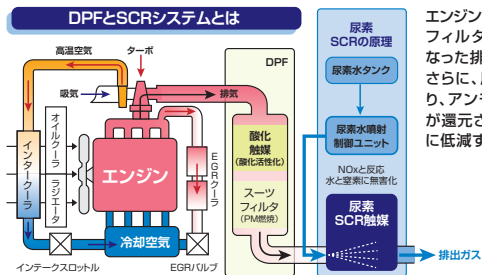 DPFとSCRシステムとは
高温空気
ターボ
吸気
排気
オイルクーラ
ラジエータ
インタークーラ
エンジン
EGRクーラ
冷却空気
インテークスロットル
EGRバルブ
DPF
酸化
触媒
(酸化活性化)
スーツ
フィルタ
(PM燃焼)
尿素
SCRの原理
尿素水タンク
尿素水噴射
制御ユニット
NOxと反応
水と窒素に無害化
尿素
SCR触媒
排出ガス
エンジン
フィルタ
なった排
さらに、
り、アンモ
が還元さ
に低減す